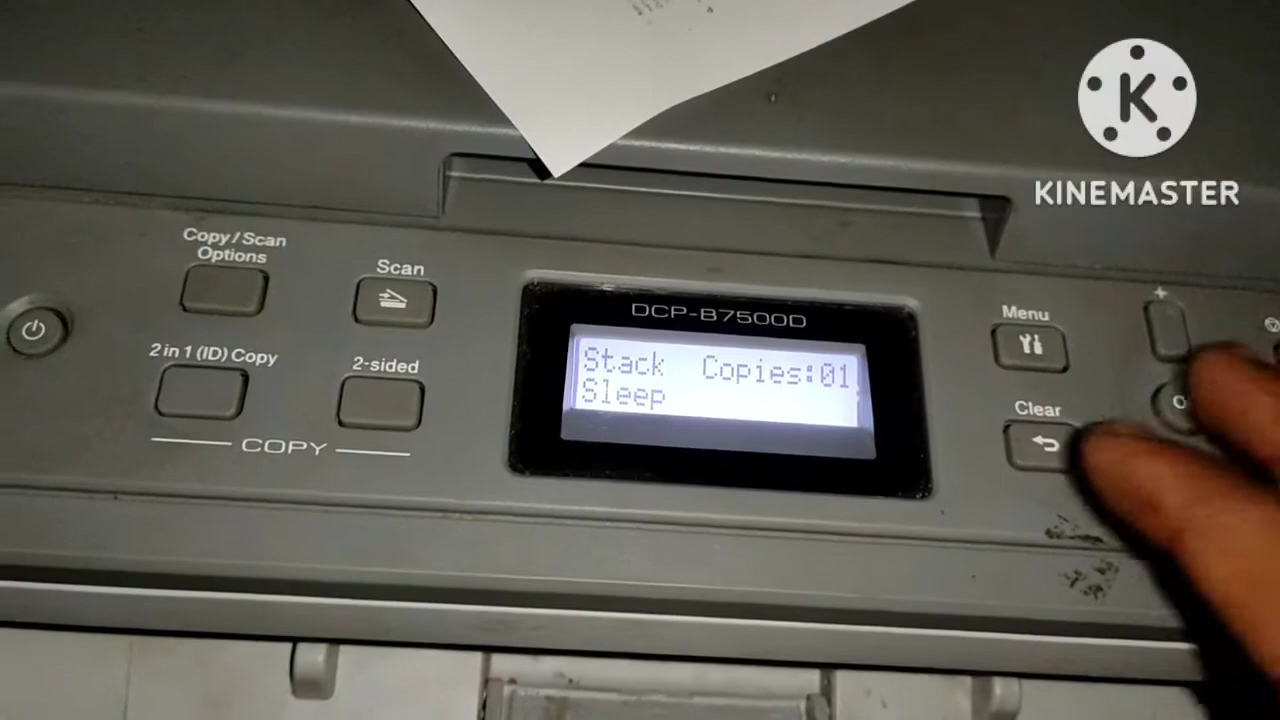 K
KINEMASTER
Copy / Scan
Options
Scan
2 in 1 (ID) Copy
2-sided
COPY
DCP-B7500D
Stack Copies:01
Sleep
Menu
+
Clear